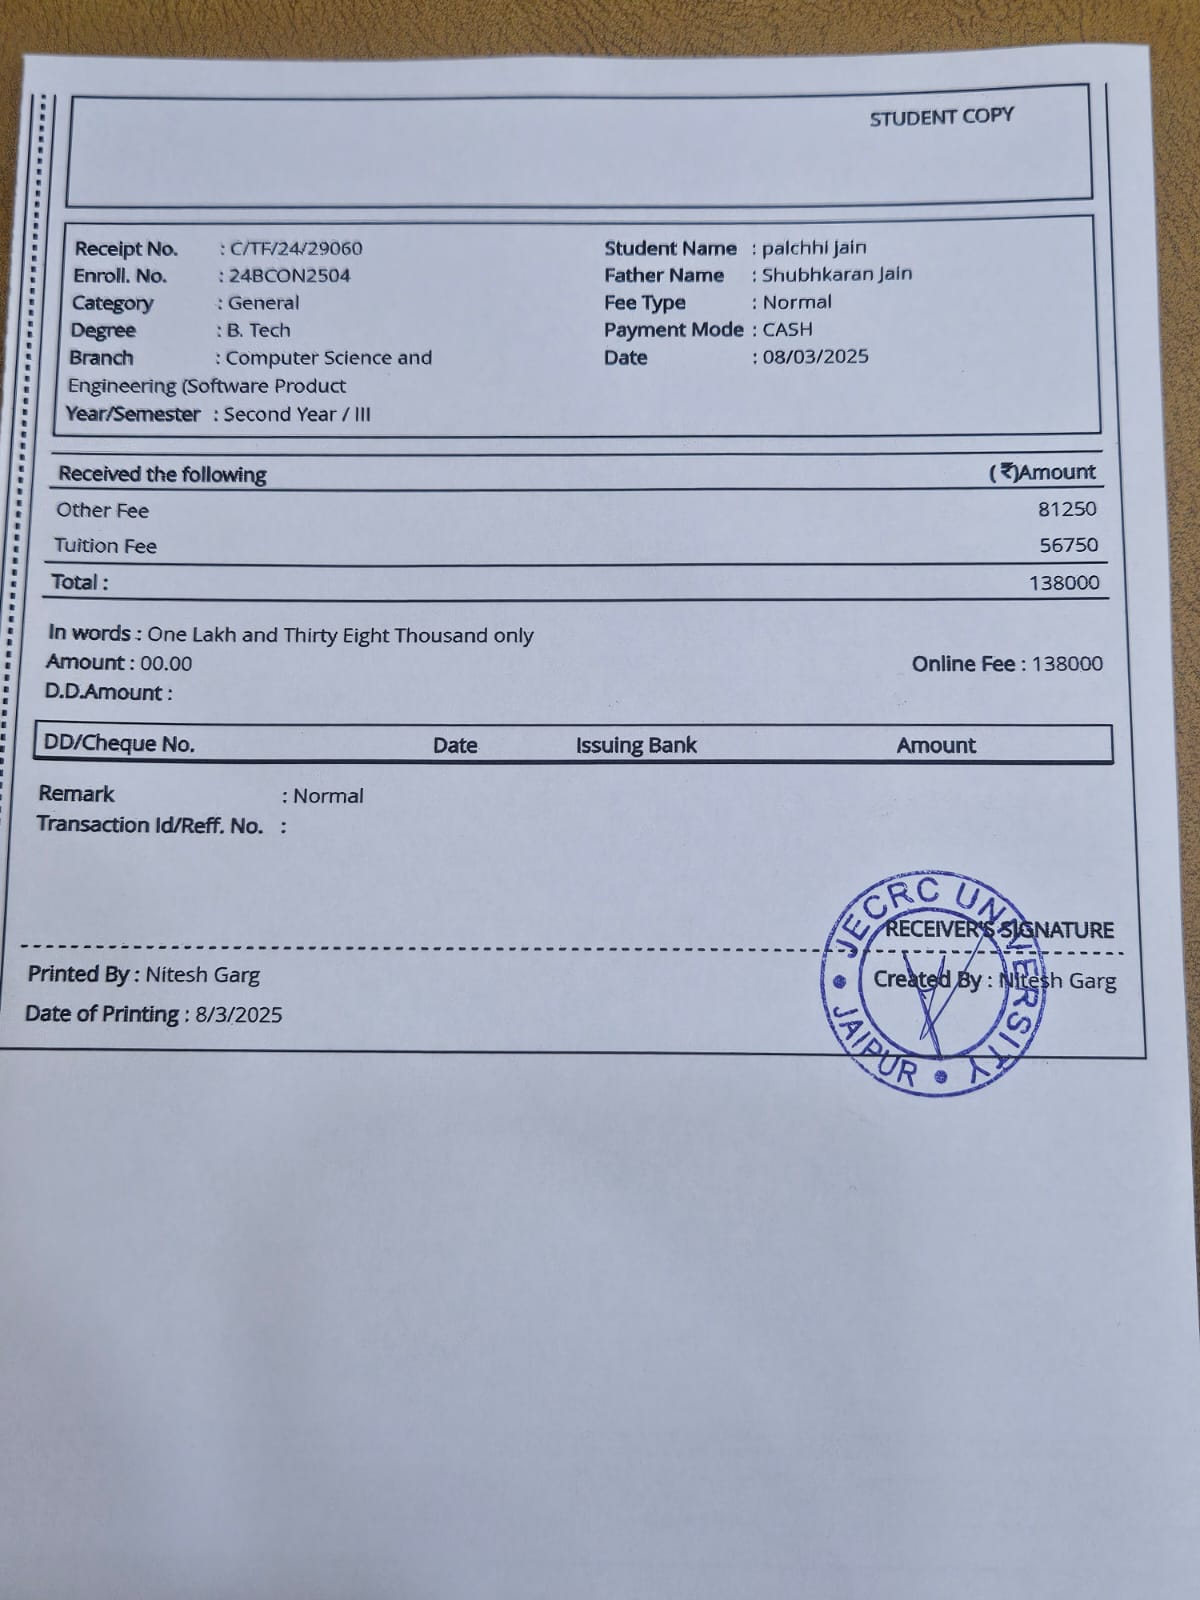 STUDENT COPY
Receipt No. : C/TF/24/29060
Enroll. No. : 24BCON2504
Category : General
Degree : B. Tech
Branch : Computer Science and
Engineering (Software Product
Year/Semester : Second Year / III
Student Name : palchhi jain
Father Name : Shubhkaran Jain
Fee Type : Normal
Payment Mode : CASH
Date : 08/03/2025
Received the following (₹)Amount
Other Fee 81250
Tuition Fee 56750
Total : 138000
In words : One Lakh and Thirty Eight Thousand only
Amount : 00.00 Online Fee : 138000
D.D.Amount :
DD/Cheque No. Date Issuing Bank Amount
Remark : Normal
Transaction Id/Reff. No. :
RECEIVER'S SIGNATURE
Printed By : Nitesh Garg Created By : Nitesh Garg
Date of Printing : 8/3/2025
JECRC UNIVERSITY
JAIPUR